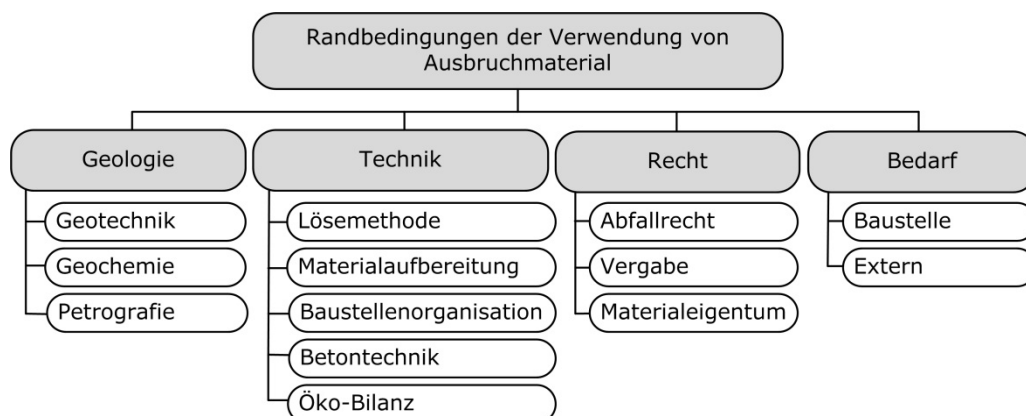 Randbedingungen der Verwendung von
Ausbruchmaterial
Geologie
Geotechnik
Geochemie
Petrografie
Technik
Lösemethode
Materialaufbereitung
Baustellenorganisation
Betontechnik
Öko-Bilanz
Recht
Abfallrecht
Vergabe
Materialeigentum
Bedarf
Baustelle
Extern